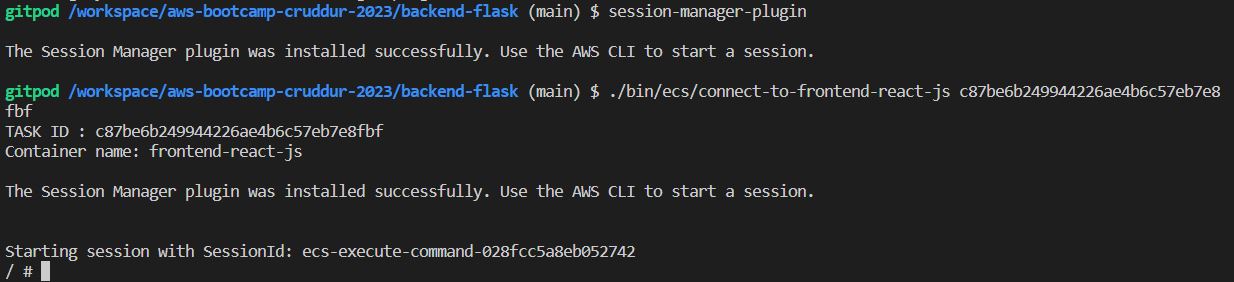 gitpod /workspace/aws-bootcamp-cruddur-2023/backend-flask (main) $ session-manager-plugin
The Session Manager plugin was installed successfully. Use the AWS CLI to start a session.
gitpod /workspace/aws-bootcamp-cruddur-2023/backend-flask (main) $ ./bin/ecs/connect-to-frontend-react-js c87be6b249944226ae4b6c57eb7e8
fbf
TASK ID : c87be6b249944226ae4b6c57eb7e8fbf
Container name: frontend-react-js
The Session Manager plugin was installed successfully. Use the AWS CLI to start a session.
Starting session with SessionId: ecs-execute-command-028fcc5a8eb052742
/ #